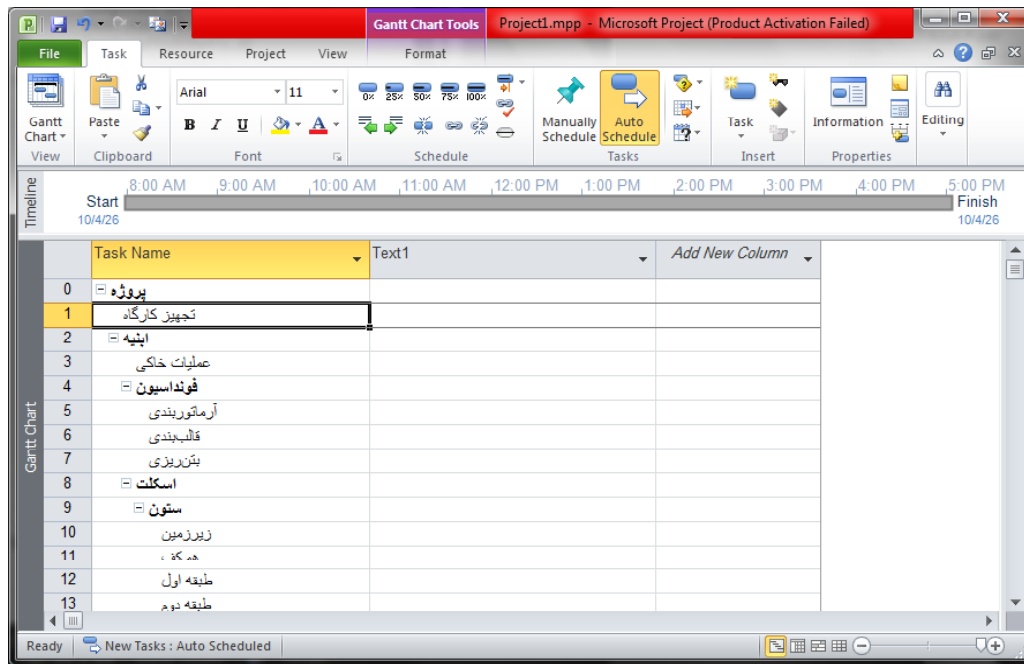 Gantt Chart Tools
Project1.mpp - Microsoft Project (Product Activation Failed)
File Task Resource Project View Format
Arial 11
0% 25% 50% 75% 100%
Gantt Chart
Paste
B I U A
Manually Schedule
Auto Schedule
Task
Information
Editing
View Clipboard Font Schedule Tasks Insert Properties
Timeline
8:00 AM 9:00 AM 10:00 AM 11:00 AM 12:00 PM 1:00 PM 2:00 PM 3:00 PM 4:00 PM 5:00 PM
Start Finish
10/4/26 10/4/26
Gantt Chart
Task Name Text1 Add New Column
0 پروژه
1 تجهیز کارگاه
2 ابنیه
3 عملیات خاکی
4 فونداسیون
5 آرماتوربندی
6 قالب‌بندی
7 بتن‌ریزی
8 اسکلت
9 ستون
10 زیرزمین
11 همکف
12 طبقه اول
13 طبقه دوم
Ready New Tasks : Auto Scheduled